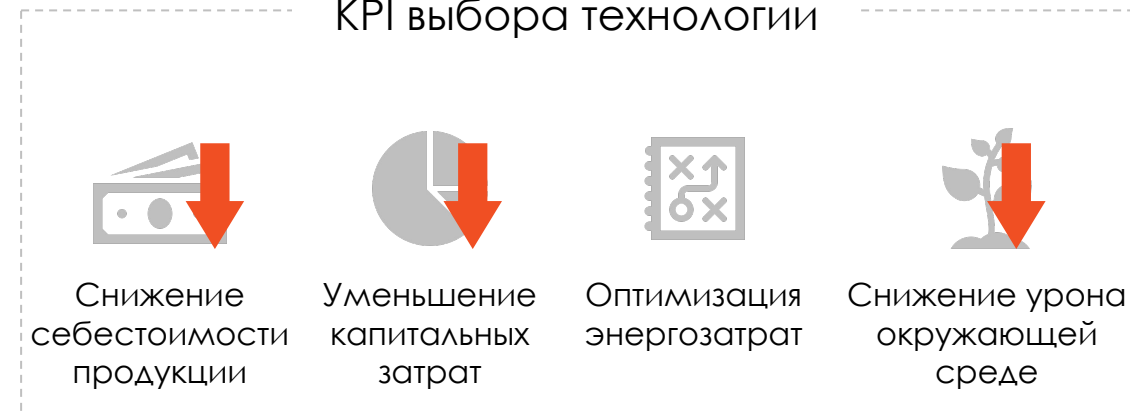 KPI выбора технологии
Снижение
себестоимости
продукции
Уменьшение
капитальных
затрат
Оптимизация
энергозатрат
Снижение урона
окружающей
среде